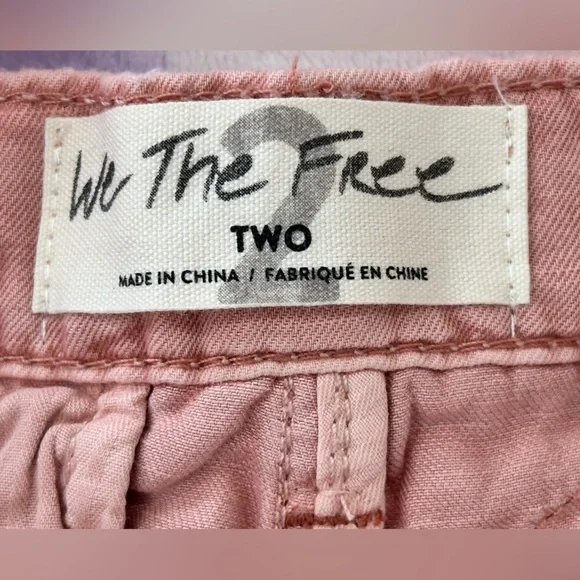 We The Free
2
TWO
MADE IN CHINA / FABRIQUÉ EN CHINE